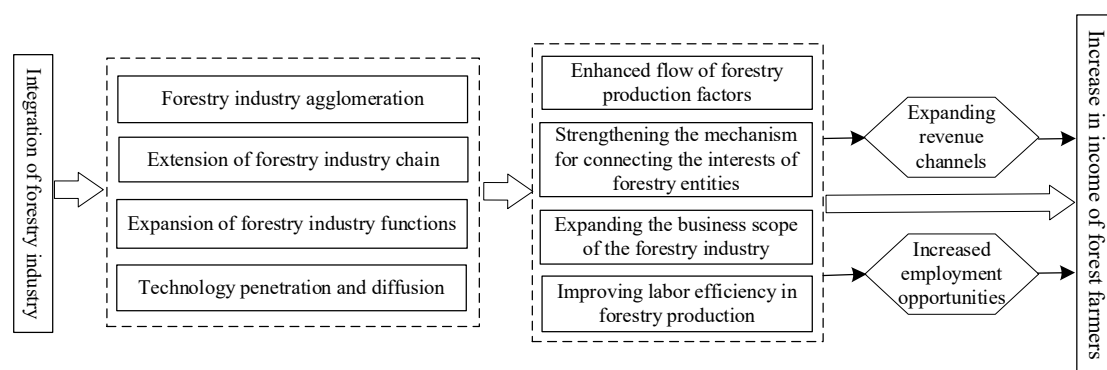 Integration of forestry industry
Forestry industry agglomeration
Extension of forestry industry chain
Expansion of forestry industry functions
Technology penetration and diffusion
Enhanced flow of forestry
production factors
Strengthening the mechanism
for connecting the interests of
forestry entities
Expanding the business scope
of the forestry industry
Improving labor efficiency in
forestry production
Expanding
revenue
channels
Increased
employment
opportunities
Increase in income of forest farmers